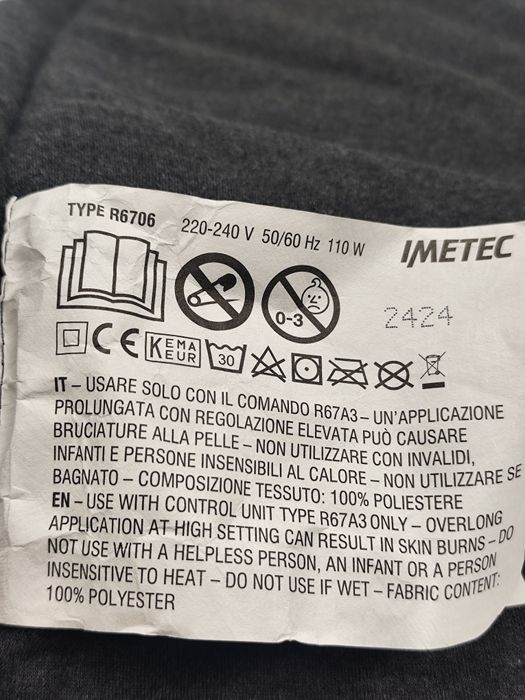 TYPE R6706
220-240 V 50/60 Hz 110 W
IMETEC
0-3
2424
CE KEMA EUR 30
IT – USARE SOLO CON IL COMANDO R67A3 – UN'APPLICAZIONE
PROLUNGATA CON REGOLAZIONE ELEVATA PUÒ CAUSARE
BRUCIATURE ALLA PELLE – NON UTILIZZARE CON INVALIDI,
INFANTI E PERSONE INSENSIBILI AL CALORE – NON UTILIZZARE SE
BAGNATO – COMPOSIZIONE TESSUTO: 100% POLIESTERE
EN – USE WITH CONTROL UNIT TYPE R67A3 ONLY – OVERLONG
APPLICATION AT HIGH SETTING CAN RESULT IN SKIN BURNS – DO
NOT USE WITH A HELPLESS PERSON, AN INFANT OR A PERSON
INSENSITIVE TO HEAT – DO NOT USE IF WET – FABRIC CONTENT:
100% POLYESTER